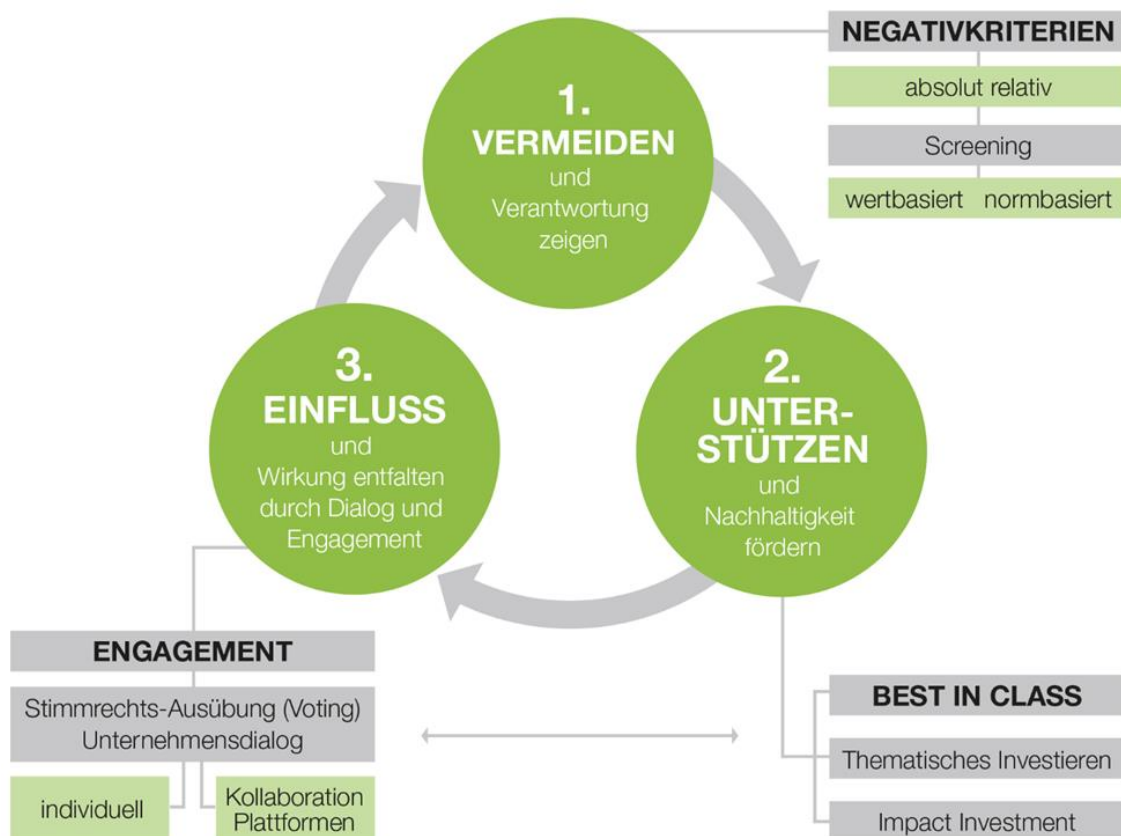 1.
VERMEIDEN
und
Verantwortung
zeigen
NEGATIVKRITERIEN
absolut relativ
Screening
wertbasiert normbasiert
2.
UNTER-
STÜTZEN
und
Nachhaltigkeit
fördern
BEST IN CLASS
Thematisches Investieren
Impact Investment
3.
EINFLUSS
und
Wirkung entfalten
durch Dialog und
Engagement
ENGAGEMENT
Stimmrechts-Ausübung (Voting)
Unternehmensdialog
individuell
Kollaboration
Plattformen